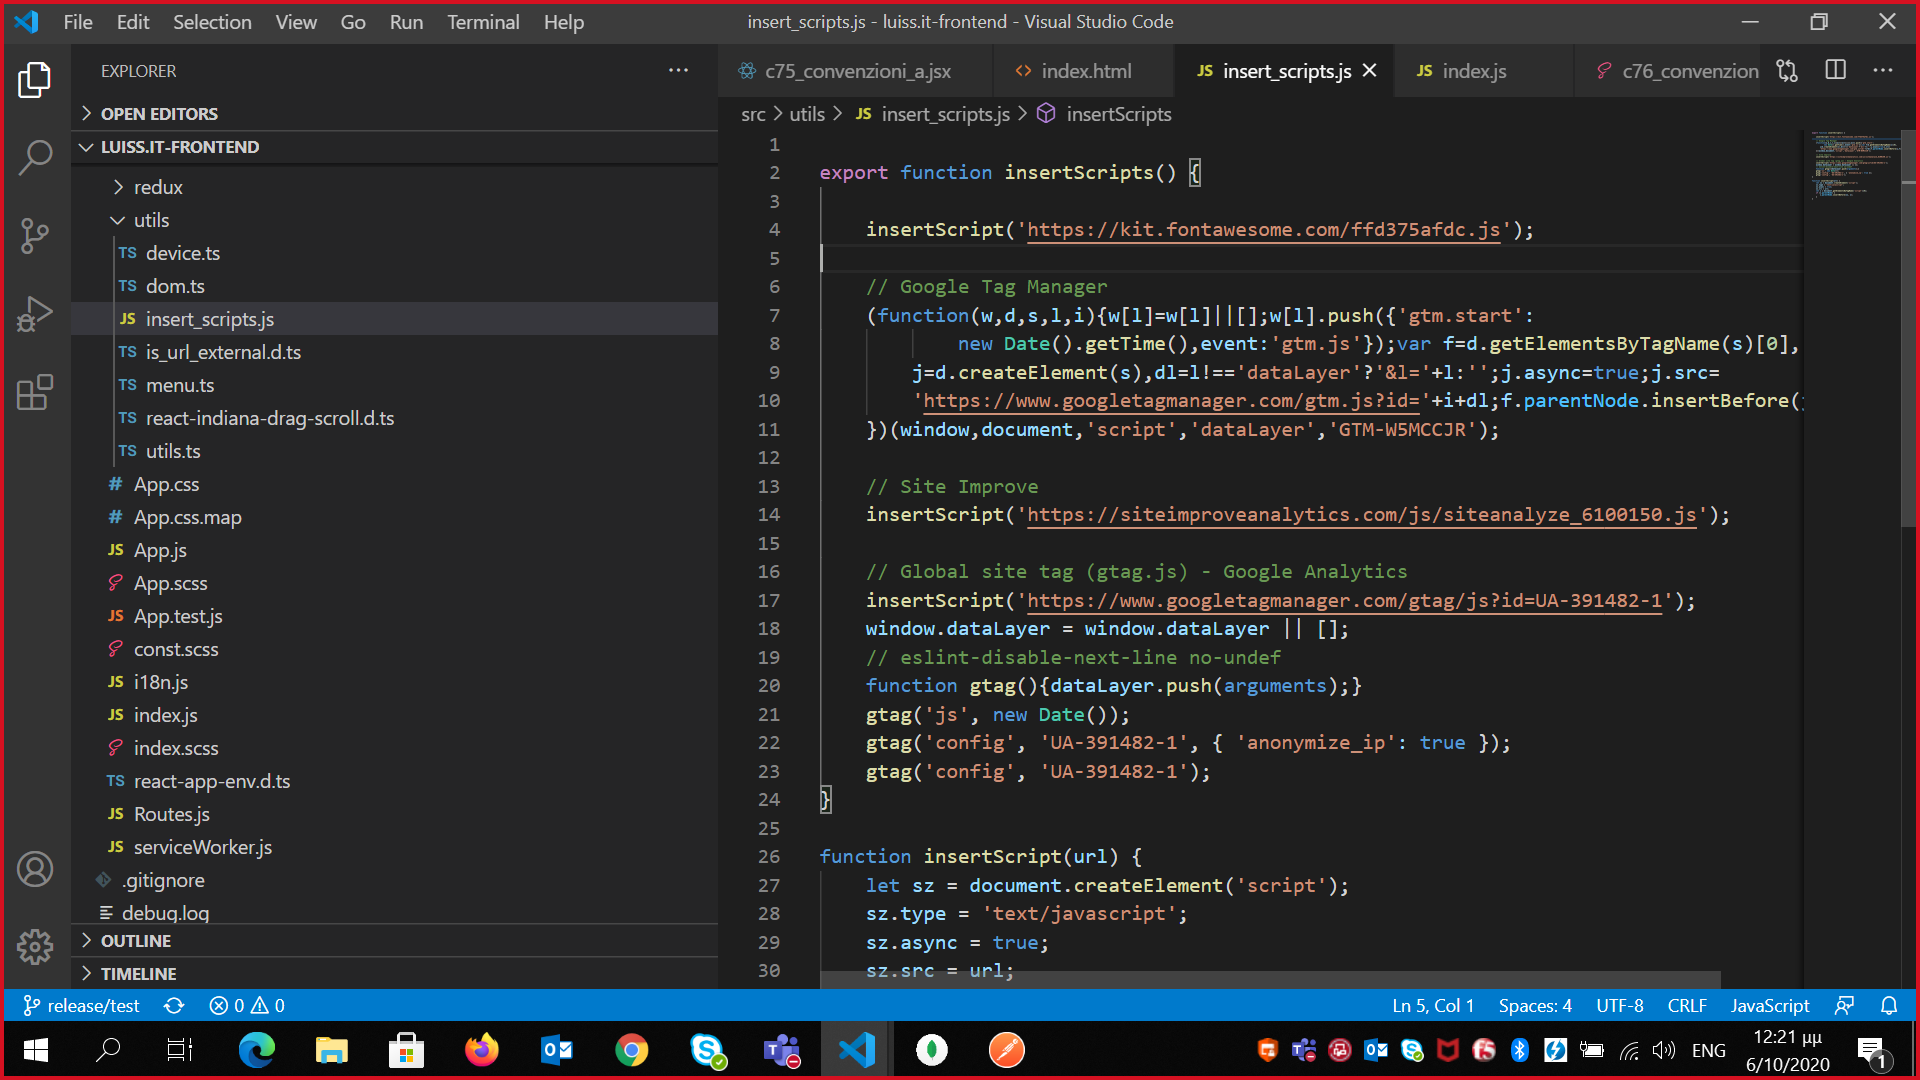 File Edit Selection View Go Run Terminal Help
insert_scripts.js - luiss.it-frontend - Visual Studio Code
EXPLORER
OPEN EDITORS
LUISS.IT-FRONTEND
redux
utils
TS device.ts
TS dom.ts
JS insert_scripts.js
TS is_url_external.d.ts
TS menu.ts
TS react-indiana-drag-scroll.d.ts
TS utils.ts
# App.css
# App.css.map
JS App.js
App.scss
JS App.test.js
const.scss
JS i18n.js
JS index.js
index.scss
TS react-app-env.d.ts
JS Routes.js
JS serviceWorker.js
.gitignore
debug.log
OUTLINE
TIMELINE
c75_convenzioni_a.jsx
<> index.html
JS insert_scripts.js
JS index.js
c76_convenzion
src > utils > JS insert_scripts.js > insertScripts
1
2 export function insertScripts() {
3
4 insertScript('https://kit.fontawesome.com/ffd375afdc.js');
5
6 // Google Tag Manager
7 (function(w,d,s,l,i){w[l]=w[l]||[];w[l].push({'gtm.start':
8 new Date().getTime(),event:'gtm.js'});var f=d.getElementsByTagName(s)[0],
9 j=d.createElement(s),dl=l!=='dataLayer'?'&l='+l:'';j.async=true;j.src=
10 'https://www.googletagmanager.com/gtm.js?id='+i+dl;f.parentNode.insertBefore(
11 })(window,document,'script','dataLayer','GTM-W5MCCJR');
12
13 // Site Improve
14 insertScript('https://siteimproveanalytics.com/js/siteanalyze_6100150.js');
15
16 // Global site tag (gtag.js) - Google Analytics
17 insertScript('https://www.googletagmanager.com/gtag/js?id=UA-391482-1');
18 window.dataLayer = window.dataLayer || [];
19 // eslint-disable-next-line no-undef
20 function gtag(){dataLayer.push(arguments);}
21 gtag('js', new Date());
22 gtag('config', 'UA-391482-1', { 'anonymize_ip': true });
23 gtag('config', 'UA-391482-1');
24 }
25
26 function insertScript(url) {
27 let sz = document.createElement('script');
28 sz.type = 'text/javascript';
29 sz.async = true;
30 sz.src = url;
release/test 0 0 Ln 5, Col 1 Spaces: 4 UTF-8 CRLF JavaScript
ENG
12:21 μμ
6/10/2020
1